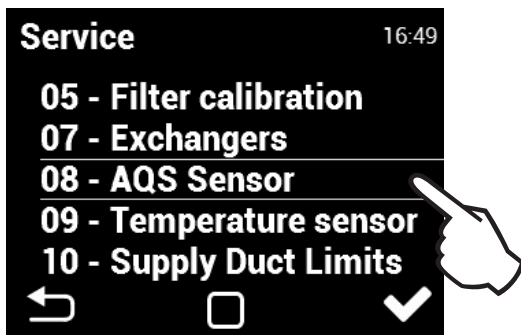 Service 16:49
05 - Filter calibration
07 - Exchangers
08 - AQS Sensor
09 - Temperature sensor
10 - Supply Duct Limits